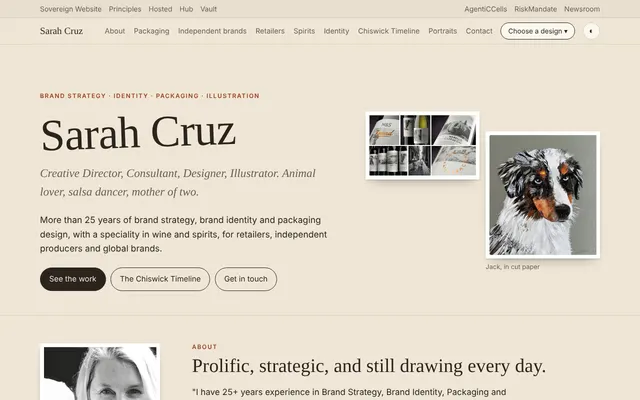 Sovereign Website Principles Hosted Hub Vault AgentiCCells RiskMandate Newsroom
Sarah Cruz About Packaging Independent brands Retailers Spirits Identity Chiswick Timeline Portraits Contact Choose a design ▾
BRAND STRATEGY · IDENTITY · PACKAGING · ILLUSTRATION
Sarah Cruz
Creative Director, Consultant, Designer, Illustrator. Animal
lover, salsa dancer, mother of two.
More than 25 years of brand strategy, brand identity and packaging
design, with a speciality in wine and spirits, for retailers, independent
producers and global brands.
See the work The Chiswick Timeline Get in touch
Jack, in cut paper
ABOUT
Prolific, strategic, and still drawing every day.
"I have 25+ years experience in Brand Strategy, Brand Identity, Packaging and